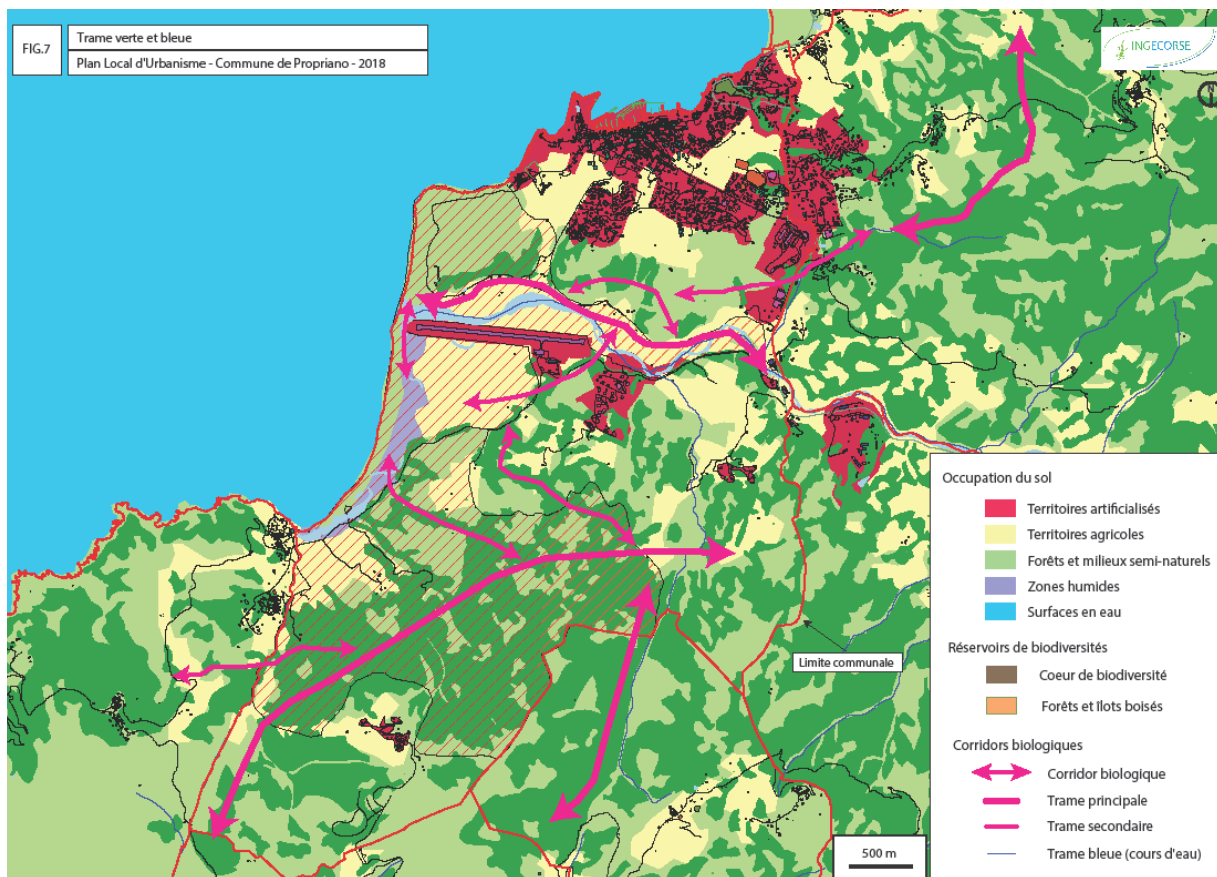 FIG.7
Trame verte et bleue
Plan Local d'Urbanisme - Commune de Propriano - 2018
INGECORSE
Limite communale
Occupation du sol
Territoires artificialisés
Territoires agricoles
Forêts et milieux semi-naturels
Zones humides
Surfaces en eau
Réservoirs de biodiversités
Coeur de biodiversité
Forêts et îlots boisés
Corridors biologiques
Corridor biologique
Trame principale
Trame secondaire
Trame bleue (cours d'eau)
500 m